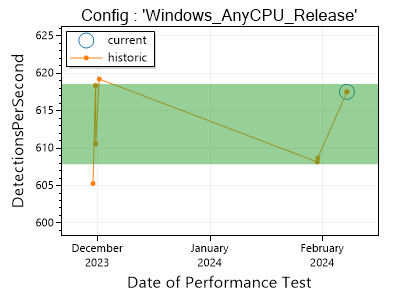 Config : 'Windows_AnyCPU_Release'
current
historic
625
620
615
610
605
600
DetectionsPerSecond
December
2023
January
2024
February
2024
Date of Performance Test